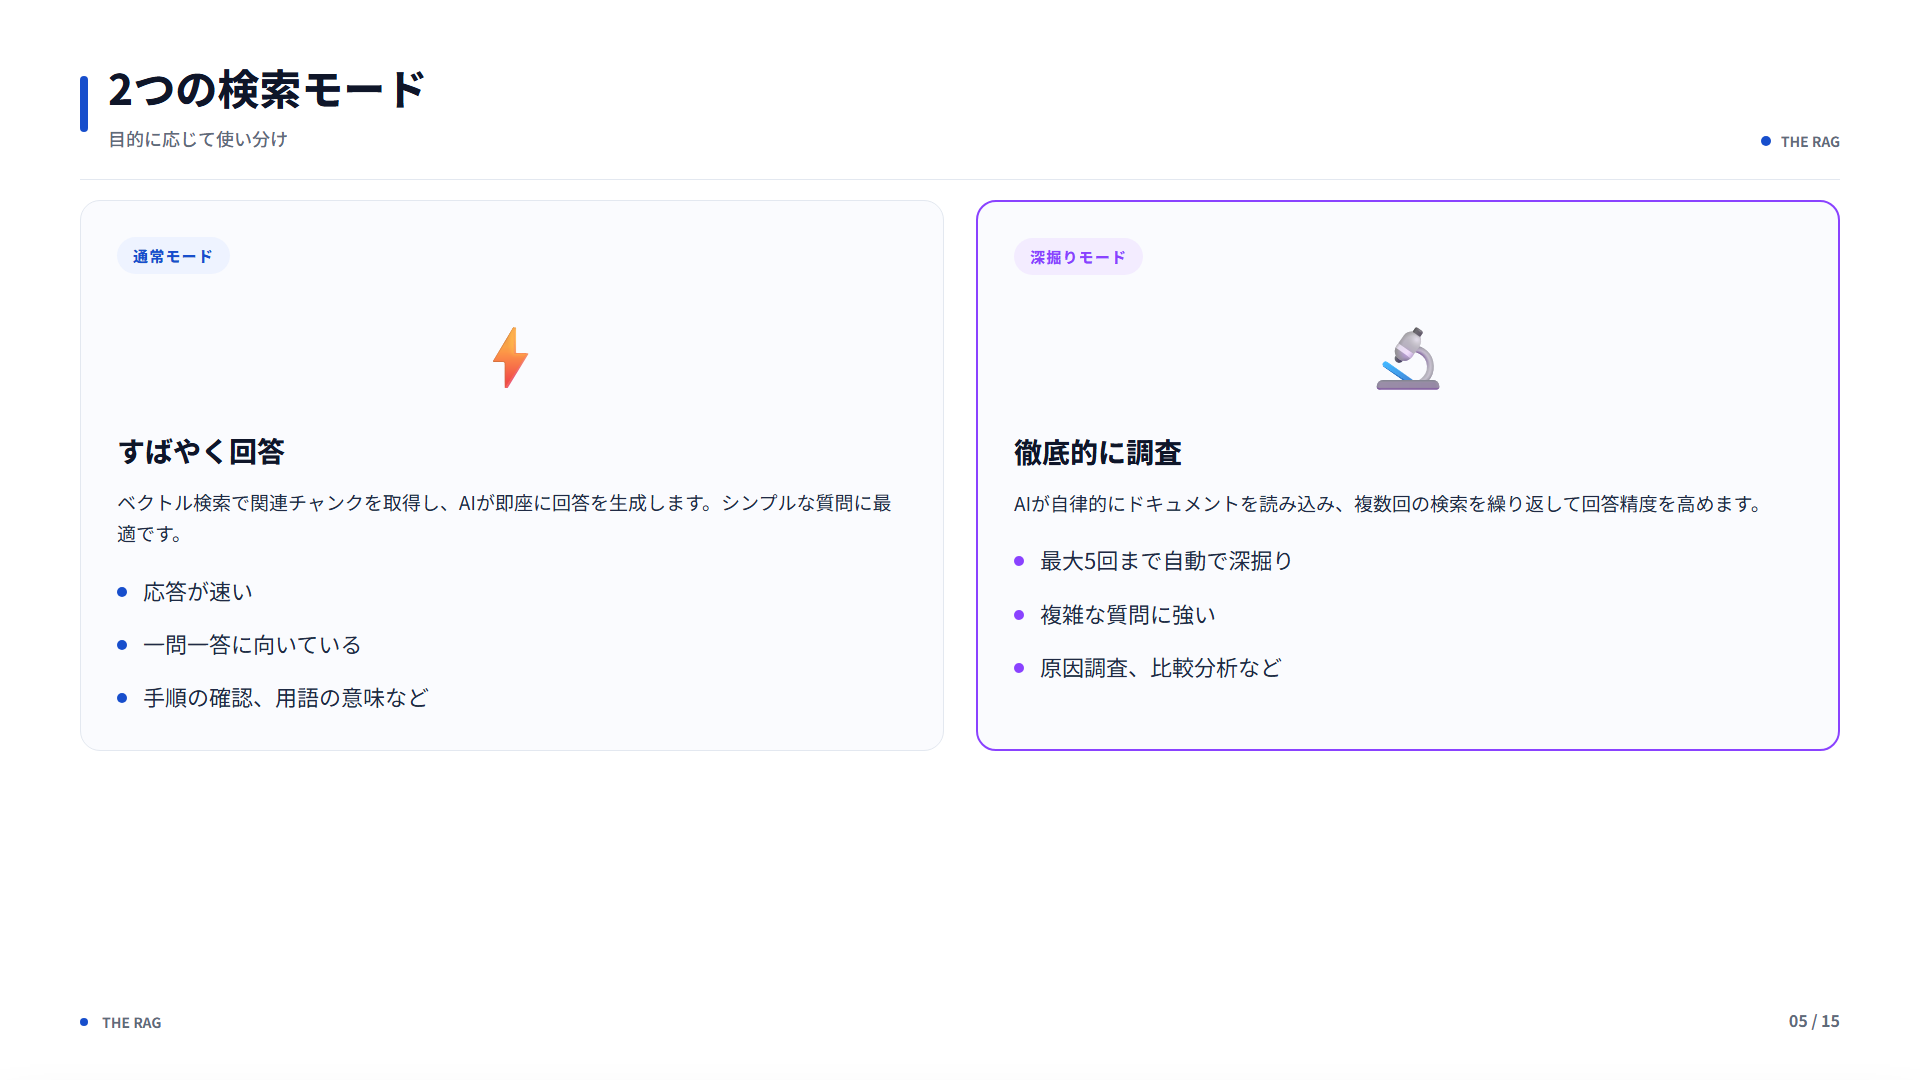 2つの検索モード
目的に応じて使い分け
THE RAG
通常モード
すばやく回答
ベクトル検索で関連チャンクを取得し、AIが即座に回答を生成します。シンプルな質問に最
適です。
応答が速い
一問一答に向いている
手順の確認、用語の意味など
深掘りモード
徹底的に調査
AIが自律的にドキュメントを読み込み、複数回の検索を繰り返して回答精度を高めます。
最大5回まで自動で深掘り
複雑な質問に強い
原因調査、比較分析など
THE RAG
05 / 15